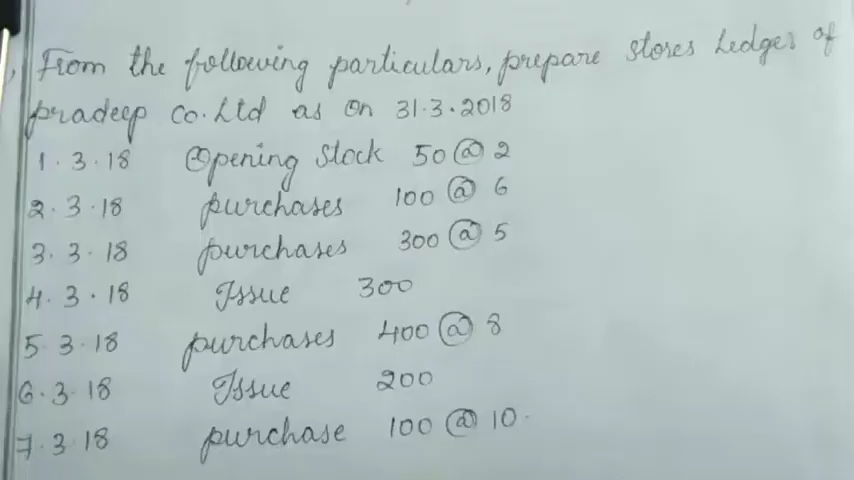 From the following particulars, prepare stores Ledger of
pradeep co. Ltd as on 31.3.2018
1.3.18 Opening Stock 50 @ 2
2.3.18 purchases 100 @ 6
3.3.18 purchases 300 @ 5
4.3.18 Issue 300
5.3.18 purchases 400 @ 8
6.3.18 Issue 200
7.3.18 purchase 100 @ 10.